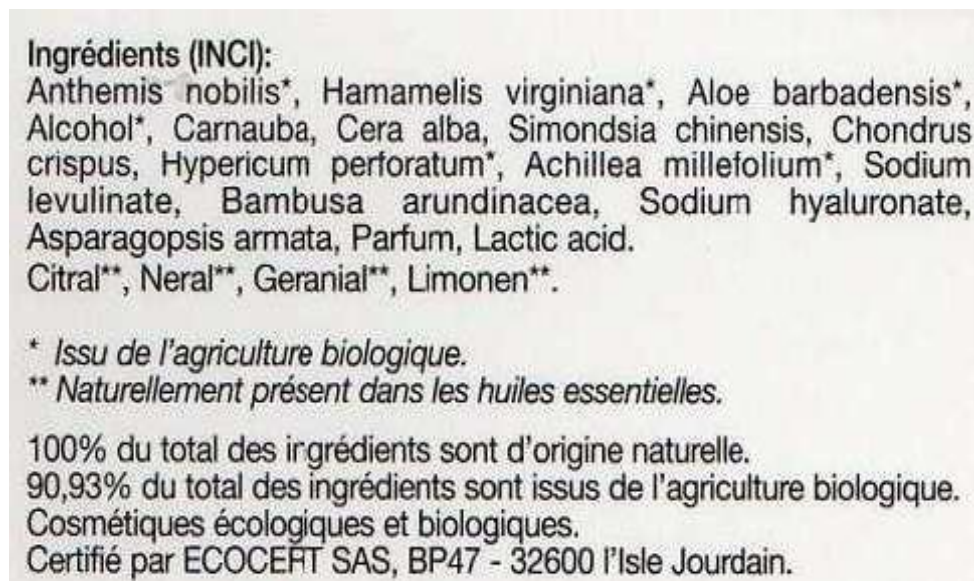 Ingrédients (INCI):
Anthemis nobilis*, Hamamelis virginiana*, Aloe barbadensis*,
Alcohol*, Carnauba, Cera alba, Simondsia chinensis, Chondrus
crispus, Hypericum perforatum*, Achillea millefolium*, Sodium
levulinate, Bambusa arundinacea, Sodium hyaluronate,
Asparagopsis armata, Parfum, Lactic acid.
Citral**, Neral**, Geranial**, Limonen**.
* Issu de l'agriculture biologique.
** Naturellement présent dans les huiles essentielles.
100% du total des ingrédients sont d'origine naturelle.
90,93% du total des ingrédients sont issus de l'agriculture biologique.
Cosmétiques écologiques et biologiques.
Certifié par ECOCERT SAS, BP47 - 32600 l'Isle Jourdain.